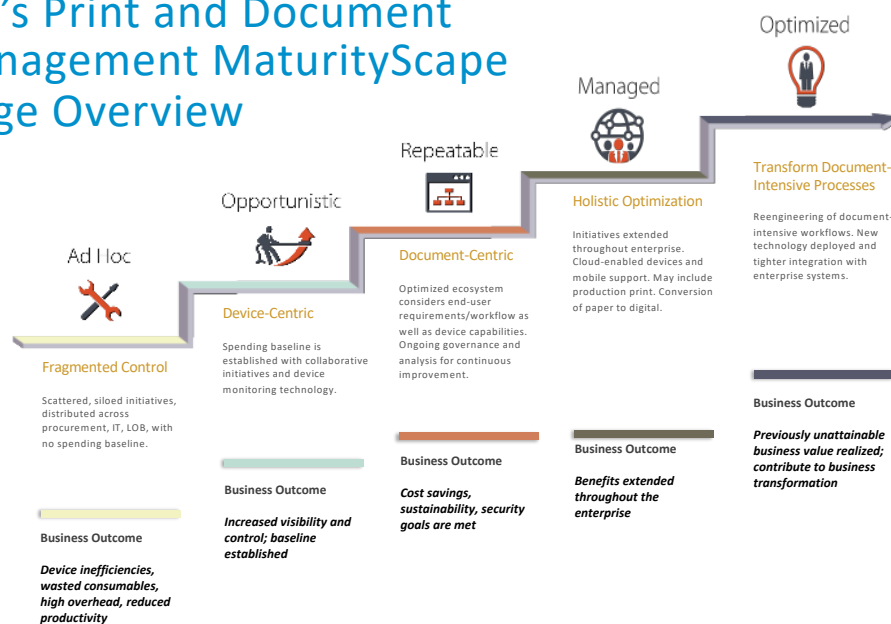 's Print and Document
nagement MaturityScape
ge Overview
Ad Hoc
Fragmented Control
Scattered, siloed initiatives,
distributed across
procurement, IT, LOB, with
no spending baseline.
Business Outcome
Device inefficiencies,
wasted consumables,
high overhead, reduced
productivity
Opportunistic
Device-Centric
Spending baseline is
established with collaborative
initiatives and device
monitoring technology.
Business Outcome
Increased visibility and
control; baseline
established
Repeatable
Document-Centric
Optimized ecosystem
considers end-user
requirements/workflow as
well as device capabilities.
Ongoing governance and
analysis for continuous
improvement.
Business Outcome
Cost savings,
sustainability, security
goals are met
Managed
Holistic Optimization
Initiatives extended
throughout enterprise.
Cloud-enabled devices and
mobile support. May include
production print. Conversion
of paper to digital.
Business Outcome
Benefits extended
throughout the
enterprise
Optimized
Transform Document-
Intensive Processes
Reengineering of document-
intensive workflows. New
technology deployed and
tighter integration with
enterprise systems.
Business Outcome
Previously unattainable
business value realized;
contribute to business
transformation